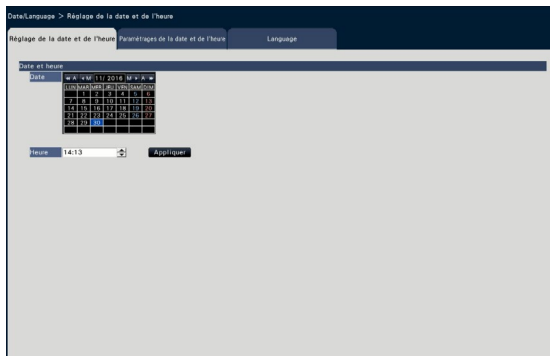 Date/Language > Réglage de la date et de l'heure
Réglage de la date et de l'heure Paramétrages de la date et de l'heure Language
Date et heure
Date
◄◄ A ◄ M 11/ 2016 M ► A ►►
LUN MAR MER JEU VEN SAM DIM
1 2 3 4 5 6
7 8 9 10 11 12 13
14 15 16 17 18 19 20
21 22 23 24 25 26 27
28 29 30
Heure 14:13 Appliquer